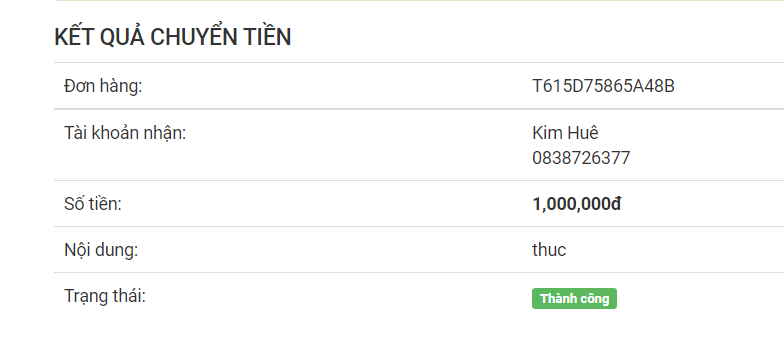 KẾT QUẢ CHUYỂN TIỀN
Đơn hàng: T615D75865A48B
Tài khoản nhận: Kim Huê
0838726377
Số tiền: 1,000,000đ
Nội dung: thuc
Trạng thái: Thành công